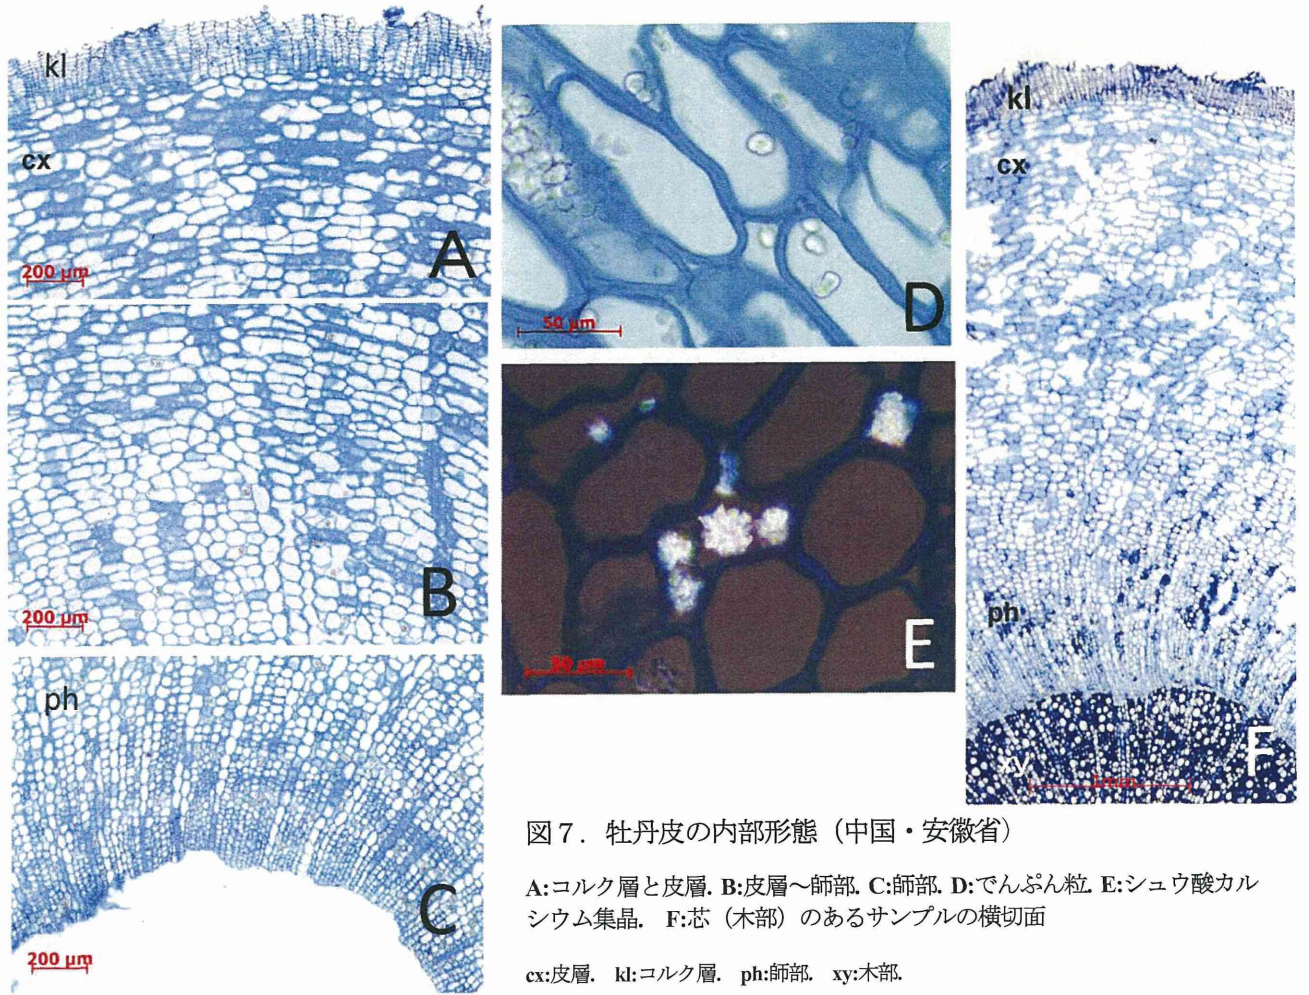 kl
cx
A
200 μm
B
200 μm
ph
C
200 μm
D
50 μm
E
50 μm
kl
cx
ph
xy
F
1mm
図７．牡丹皮の内部形態（中国・安徽省）
A:コルク層と皮層. B:皮層～師部. C:師部. D:でんぷん粒. E:シュウ酸カル
シウム集晶. F:芯（木部）のあるサンプルの横切面
cx:皮層. kl:コルク層. ph:師部. xy:木部.